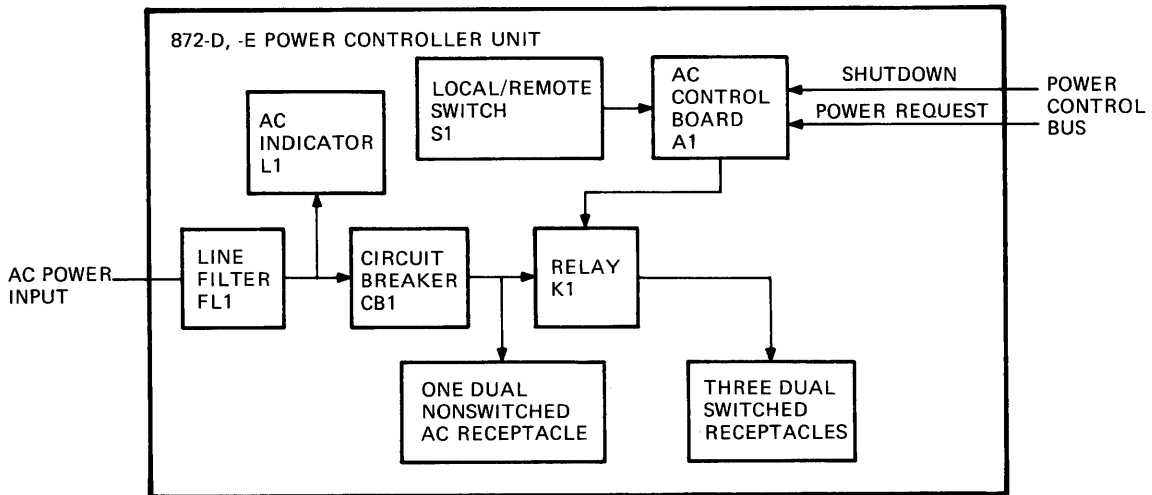 872-D, -E POWER CONTROLLER UNIT
LOCAL/REMOTE
SWITCH
S1
AC
CONTROL
BOARD
A1
SHUTDOWN
POWER REQUEST
POWER
CONTROL
BUS
AC
INDICATOR
L1
AC POWER
INPUT
LINE
FILTER
FL1
CIRCUIT
BREAKER
CB1
RELAY
K1
ONE DUAL
NONSWITCHED
AC RECEPTACLE
THREE DUAL
SWITCHED
RECEPTACLES